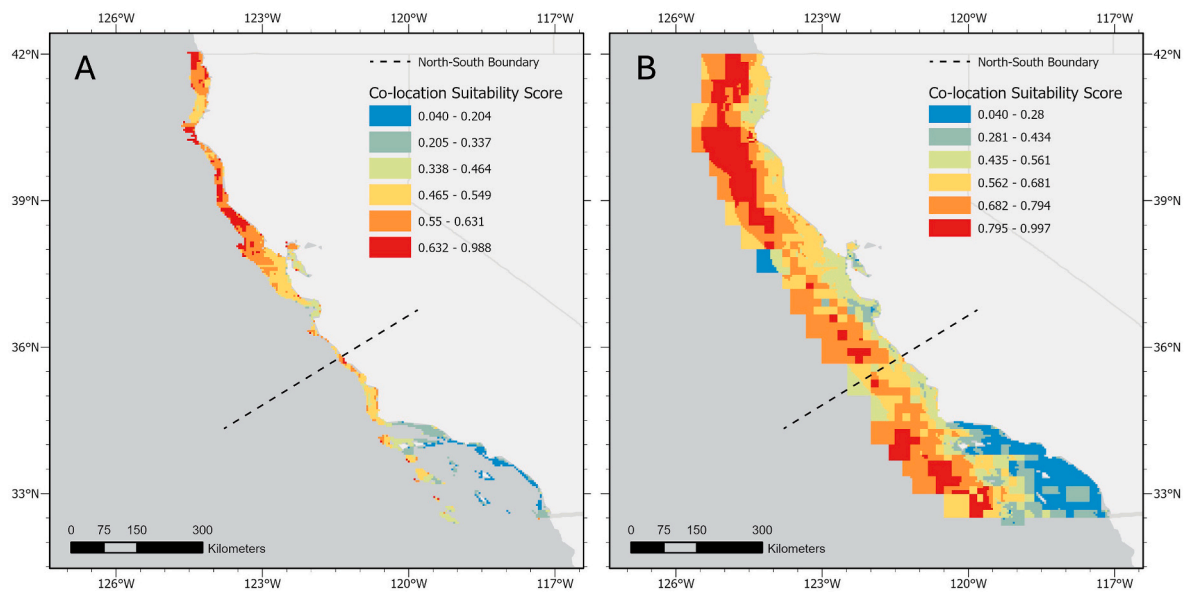 126°W 123°W 120°W 117°W 126°W 123°W 120°W 117°W
42°N 42°N
A
North-South Boundary
Co-location Suitability Score
0.040 - 0.204
0.205 - 0.337
0.338 - 0.464
0.465 - 0.549
0.55 - 0.631
0.632 - 0.988
B
North-South Boundary
Co-location Suitability Score
0.040 - 0.28
0.281 - 0.434
0.435 - 0.561
0.562 - 0.681
0.682 - 0.794
0.795 - 0.997
39°N 39°N
36°N 36°N
33°N 33°N
0 75 150 300
Kilometers
0 75 150 300
Kilometers
126°W 123°W 120°W 117°W 126°W 123°W 120°W 117°W